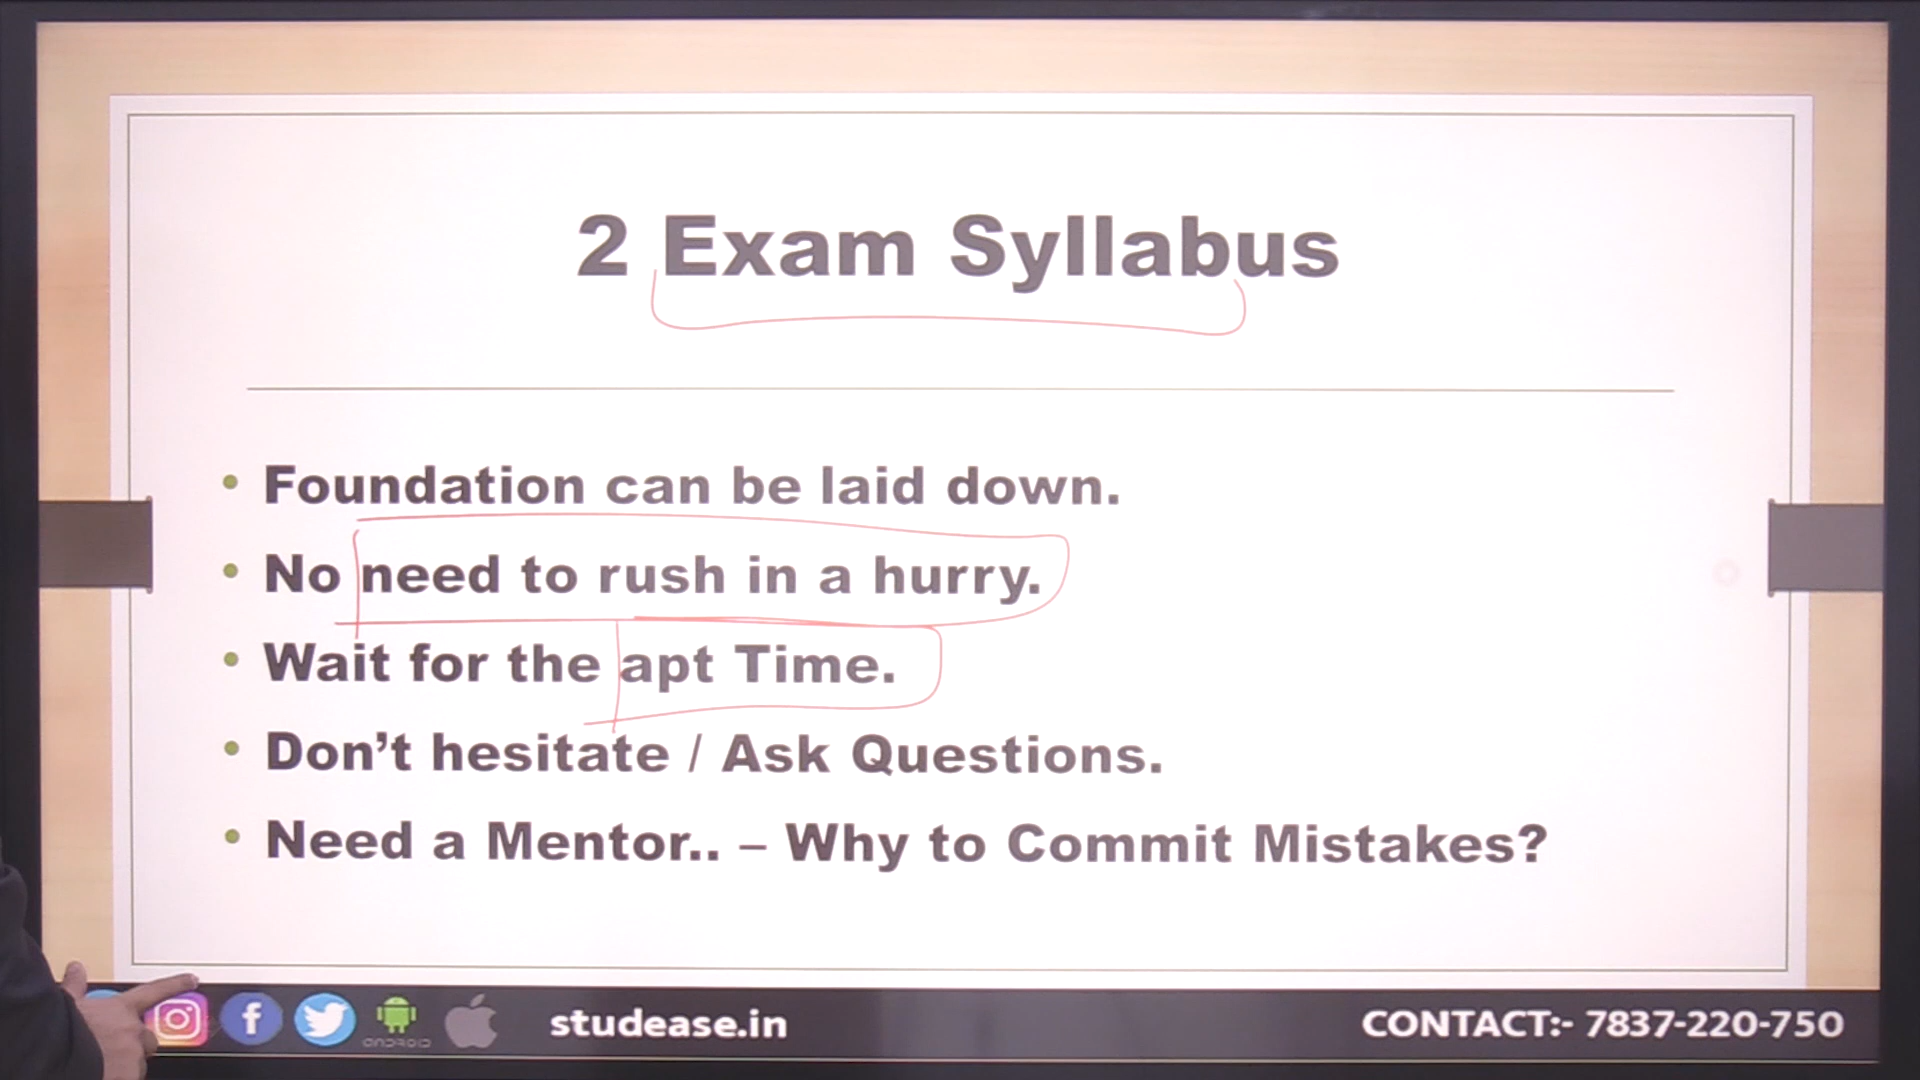 2 Exam Syllabus
• Foundation can be laid down.
• No need to rush in a hurry.
• Wait for the apt Time.
• Don’t hesitate / Ask Questions.
• Need a Mentor.. – Why to Commit Mistakes?
ANDROID
studease.in
CONTACT:- 7837-220-750